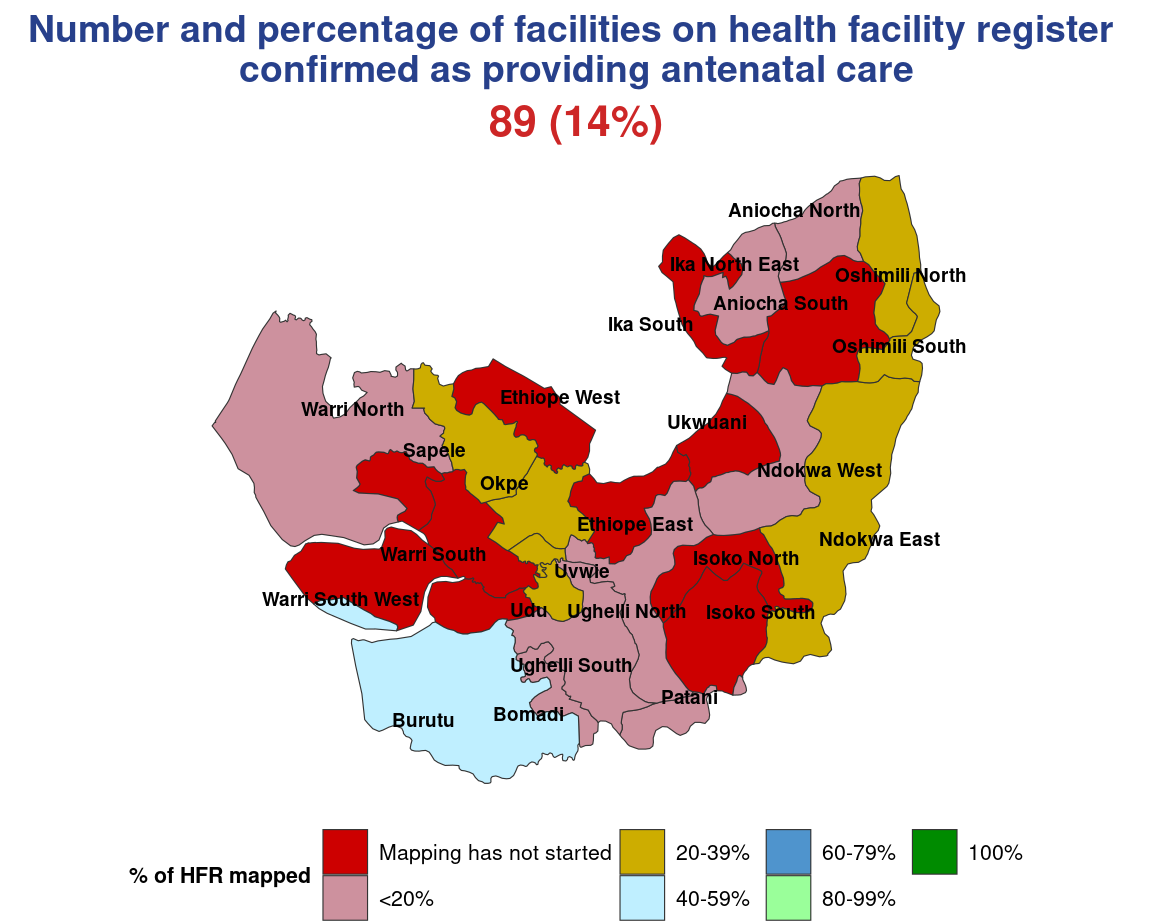 Number and percentage of facilities on health facility register
confirmed as providing antenatal care
89 (14%)
Aniocha North
Ika North East
Oshimili North
Aniocha South
Ika South
Oshimili South
Ethiope West
Warri North
Ukwuani
Sapele
Ndokwa West
Okpe
Ethiope East
Ndokwa East
Warri South
Isoko North
Uvwie
Warri South West
Udu
Ughelli North
Isoko South
Ughelli South
Patani
Bomadi
Burutu
% of HFR mapped
Mapping has not started
<20%
20-39%
40-59%
60-79%
80-99%
100%